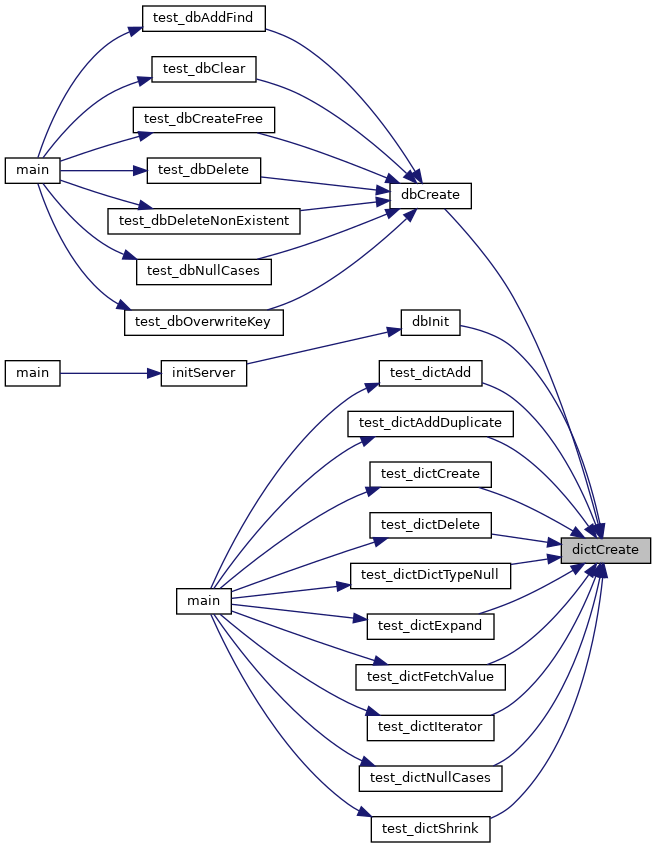 test_dbAddFind
test_dbClear
test_dbCreateFree
main
test_dbDelete
dbCreate
test_dbDeleteNonExistent
test_dbNullCases
test_dbOverwriteKey
dbInit
main
initServer
test_dictAdd
test_dictAddDuplicate
test_dictCreate
test_dictDelete
dictCreate
test_dictDictTypeNull
main
test_dictExpand
test_dictFetchValue
test_dictIterator
test_dictNullCases
test_dictShrink